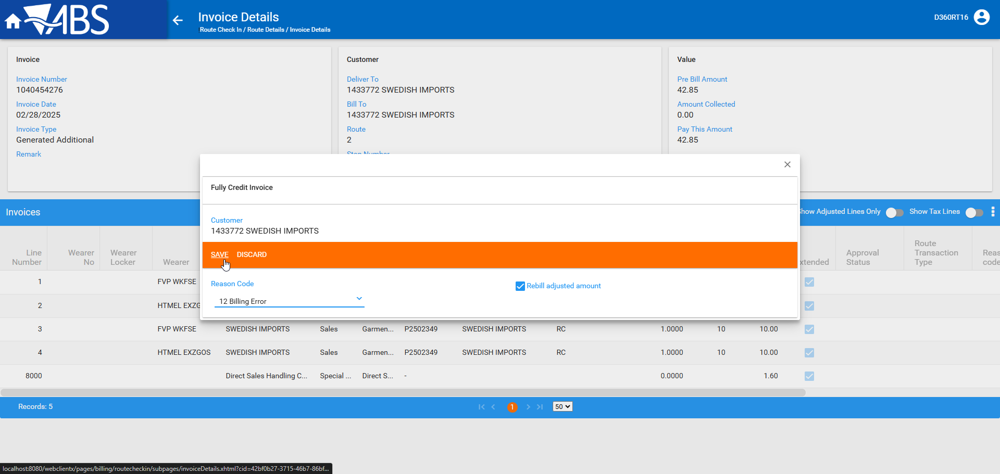 ABS
Invoice Details
Route Check In / Route Details / Invoice Details
D360RT16
Invoice
Invoice Number
1040454276
Invoice Date
02/28/2025
Invoice Type
Generated Additional
Remark
Customer
Deliver To
1433772 SWEDISH IMPORTS
Bill To
1433772 SWEDISH IMPORTS
Route
2
Stop Number
Value
Pre Bill Amount
42.85
Amount Collected
0.00
Pay This Amount
42.85
Fully Credit Invoice
Customer
1433772 SWEDISH IMPORTS
SAVE DISCARD
Reason Code
12 Billing Error
Rebill adjusted amount
Invoices
how Adjusted Lines Only Show Tax Lines
Line Number
Wearer No
Wearer Locker
Wearer
xtended
Approval Status
Route Transaction Type
Reas
code
1 FVP WKFSE
2 HTMEL EXZG
3 FVP WKFSE SWEDISH IMPORTS Sales Garmen... P2502349 SWEDISH IMPORTS RC 1.0000 10 10.00
4 HTMEL EXZGOS SWEDISH IMPORTS Sales Garmen... P2502349 SWEDISH IMPORTS RC 1.0000 10 10.00
8000 Direct Sales Handling C... Special ... Direct S... - 0.0000 1.60
Records: 5
1
50
localhost:8080/webclientx/pages/billing/routecheckin/subpages/invoiceDetails.xhtml?cid=42bf0b27-3715-46b7-86bf...